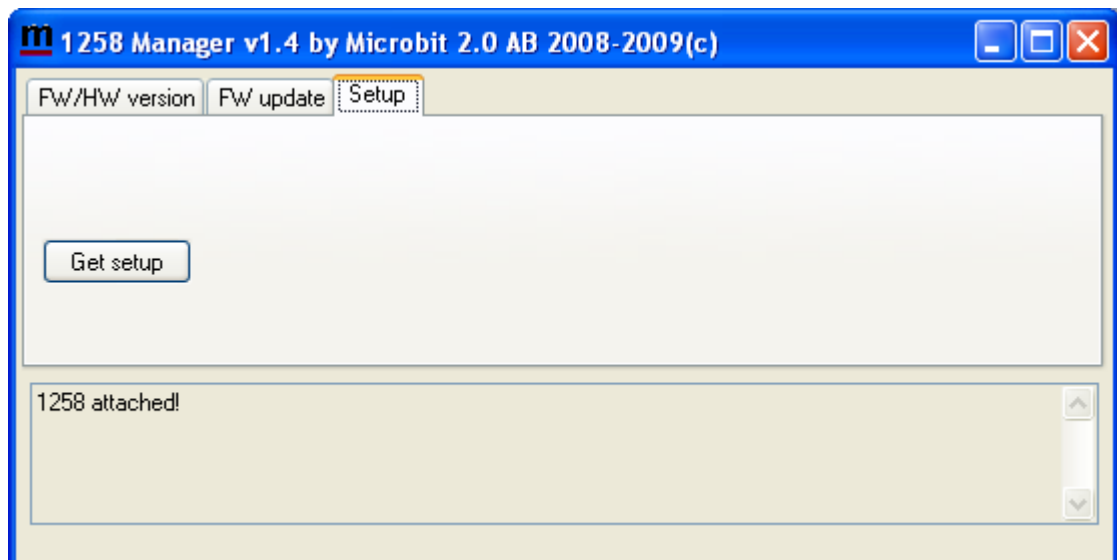 m 1258 Manager v1.4 by Microbit 2.0 AB 2008-2009(c)
FW/HW version FW update Setup
Get setup
1258 attached!